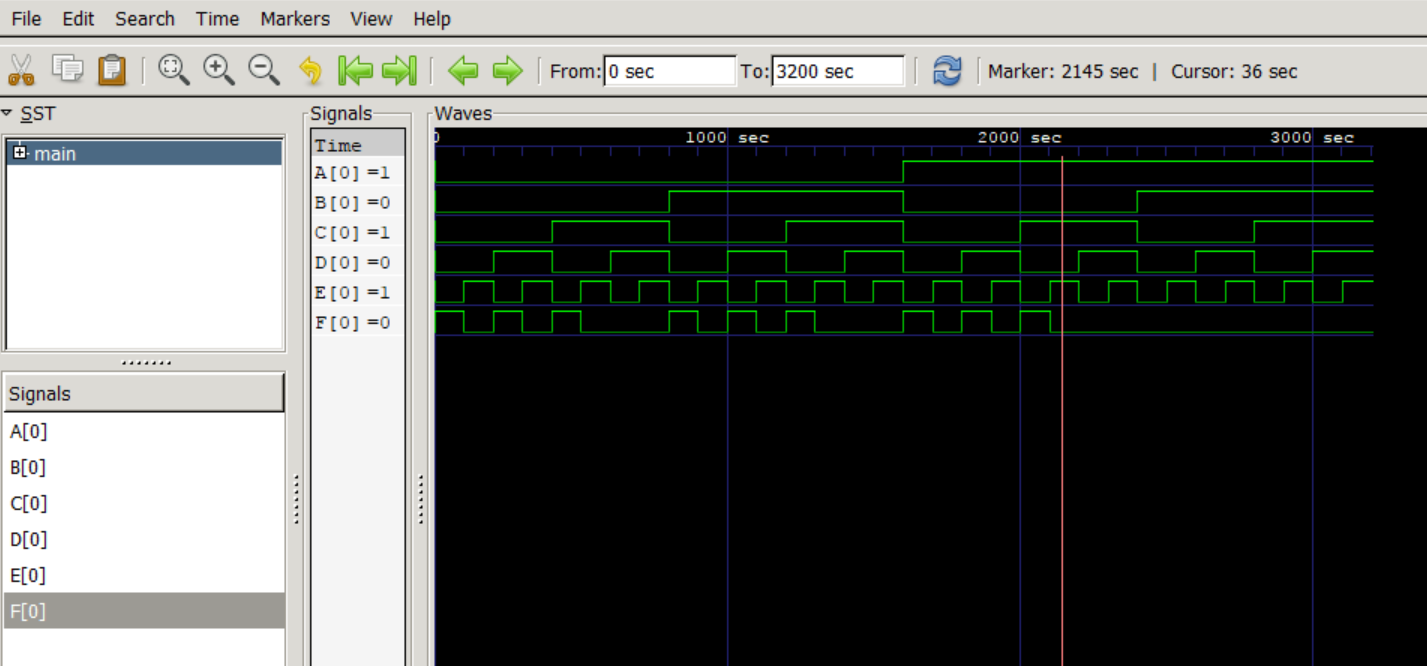 File Edit Search Time Markers View Help
From: 0 sec To: 3200 sec Marker: 2145 sec | Cursor: 36 sec
SST
main
Signals
A[0]
B[0]
C[0]
D[0]
E[0]
F[0]
Signals
Time
A[0] =1
B[0] =0
C[0] =1
D[0] =0
E[0] =1
F[0] =0
Waves
0 1000 sec 2000 sec 3000 sec